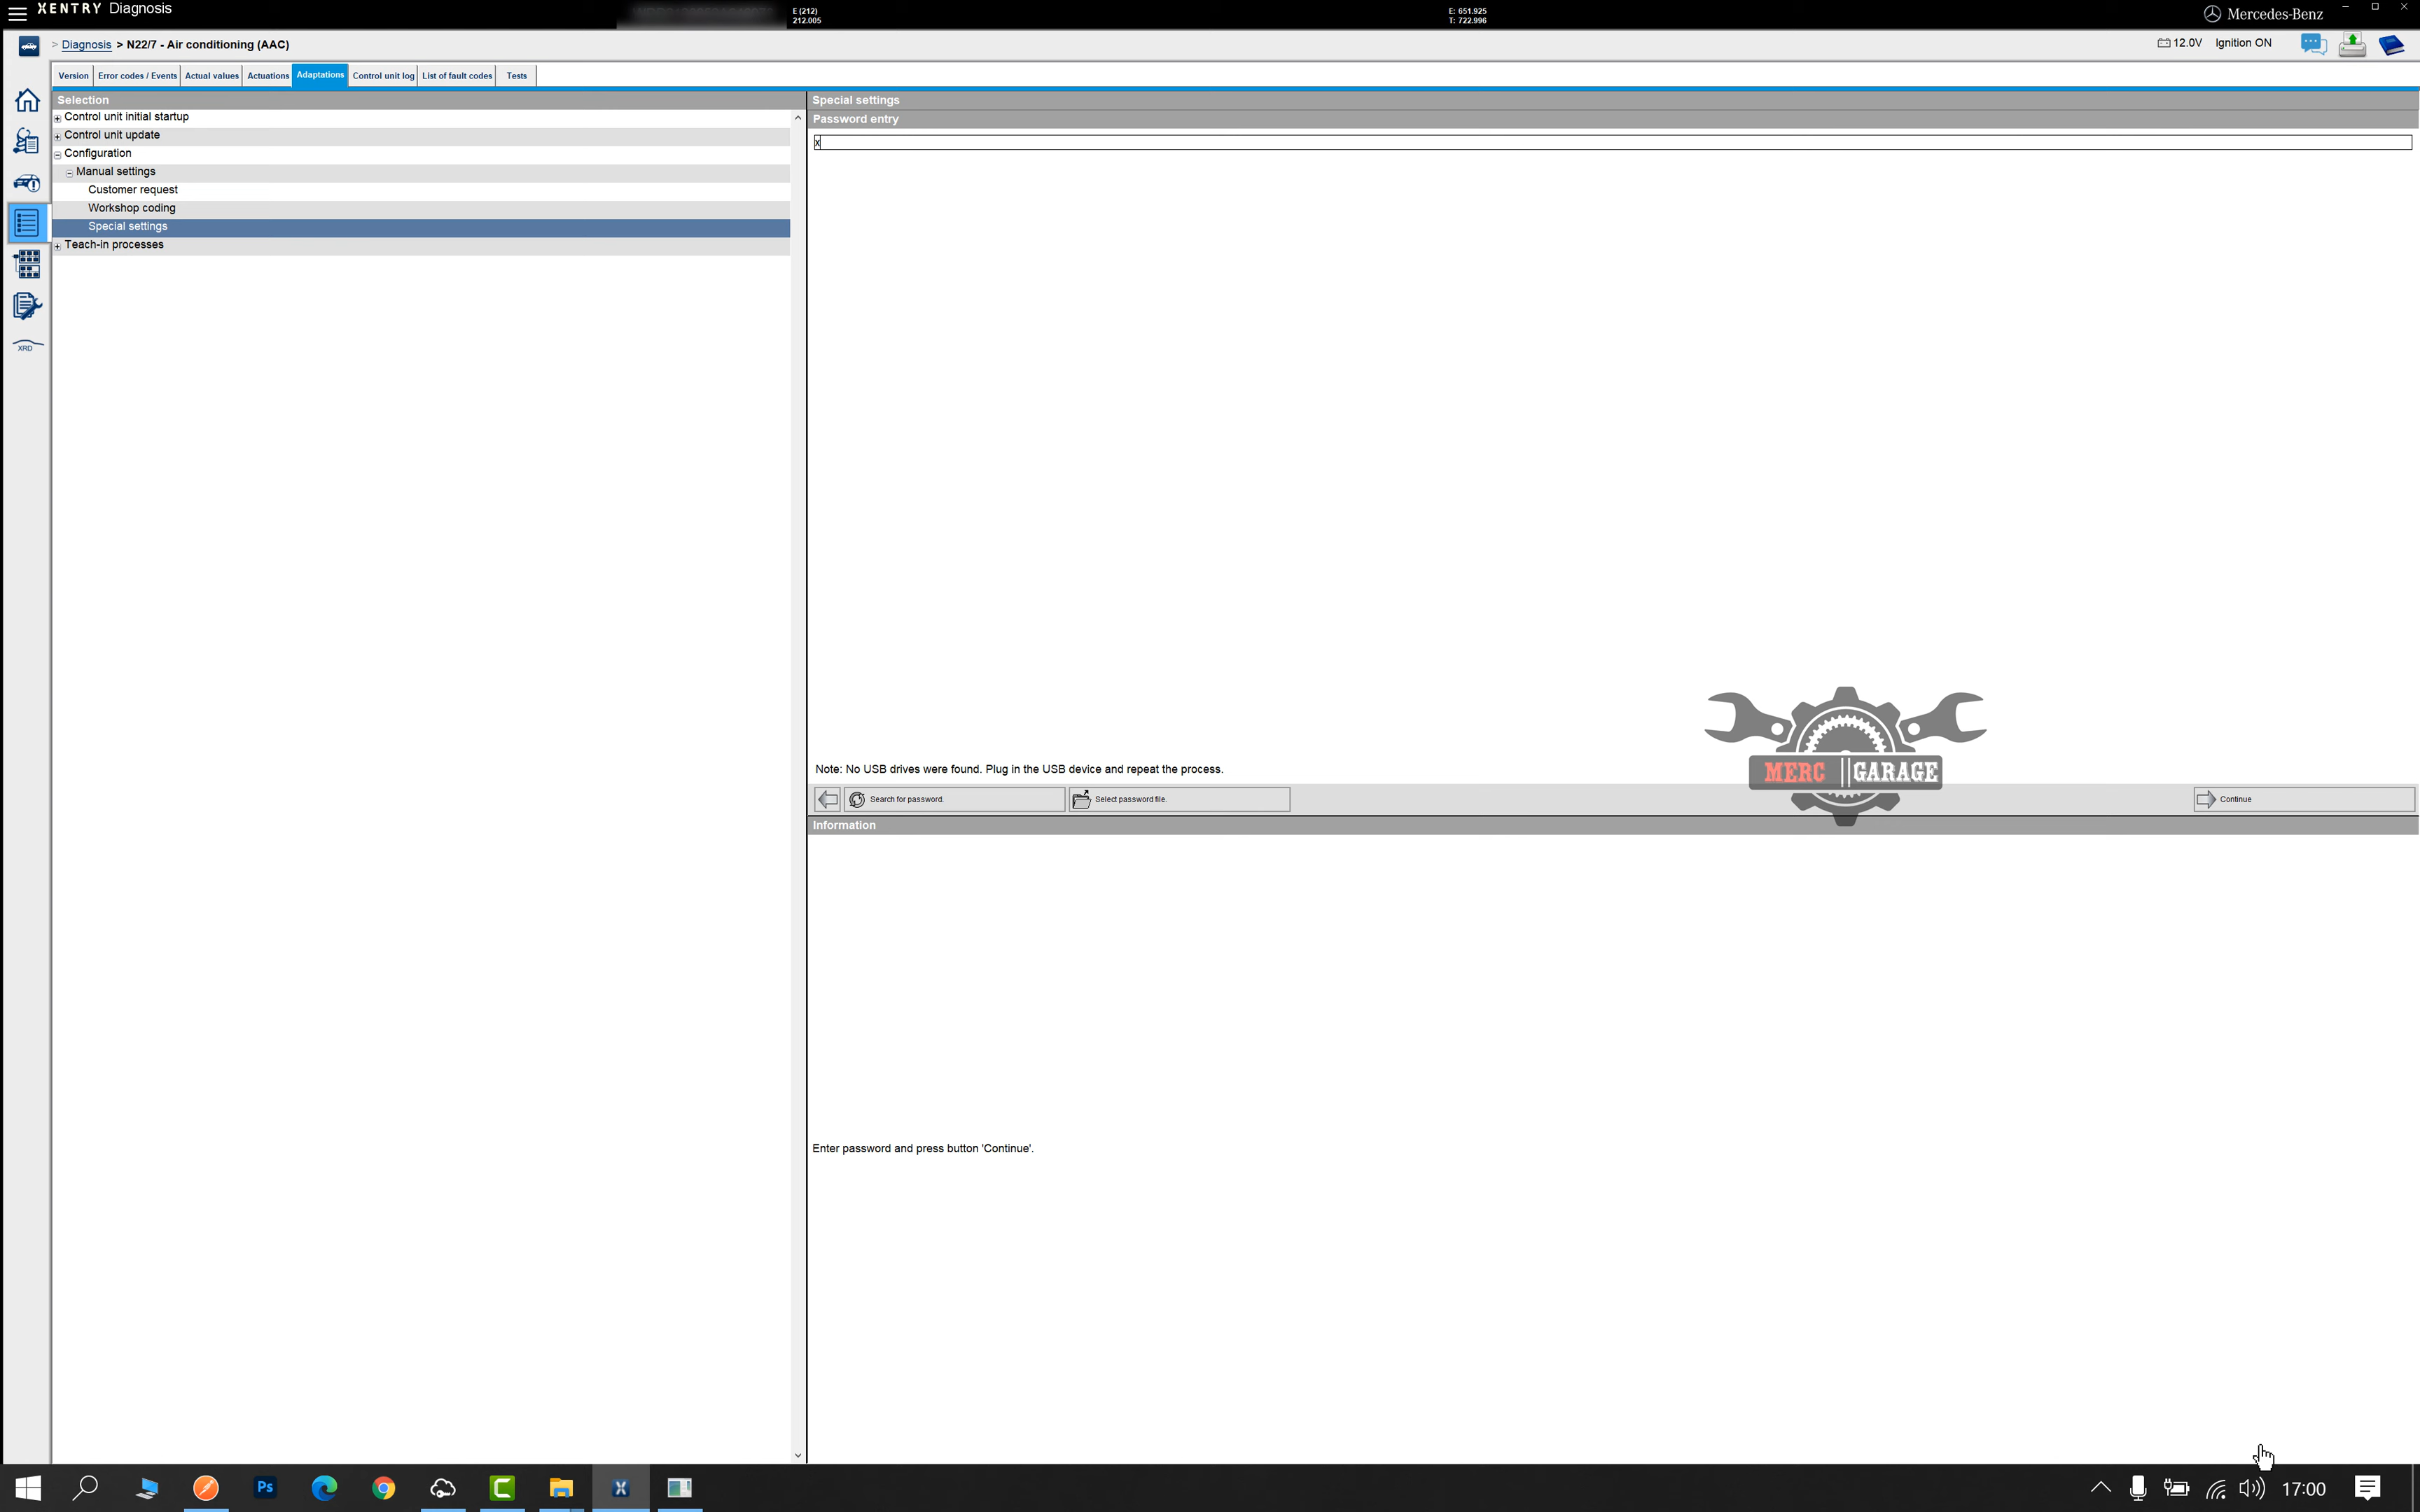 XENTRY Diagnosis
E (212)
212.005
E: 651.925
T: 722.996
Mercedes-Benz
> Diagnosis > N22/7 - Air conditioning (AAC)
12.0V Ignition ON
Version Error codes / Events Actual values Actuations Adaptations Control unit log List of fault codes Tests
Selection
Control unit initial startup
Control unit update
Configuration
Manual settings
Customer request
Workshop coding
Special settings
Teach-in processes
XRD
Special settings
Password entry
x
Note: No USB drives were found. Plug in the USB device and repeat the process.
MERC GARAGE
Search for password. Select password file. Continue
Information
Enter password and press button 'Continue'.
Ps
C
X
17:00